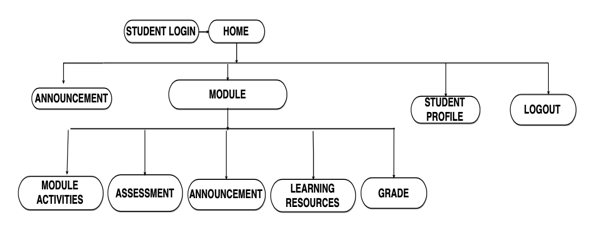 STUDENT LOGIN
HOME
ANNOUNCEMENT
MODULE
STUDENT
PROFILE
LOGOUT
MODULE
ACTIVITIES
ASSESSMENT
ANNOUNCEMENT
LEARNING
RESOURCES
GRADE